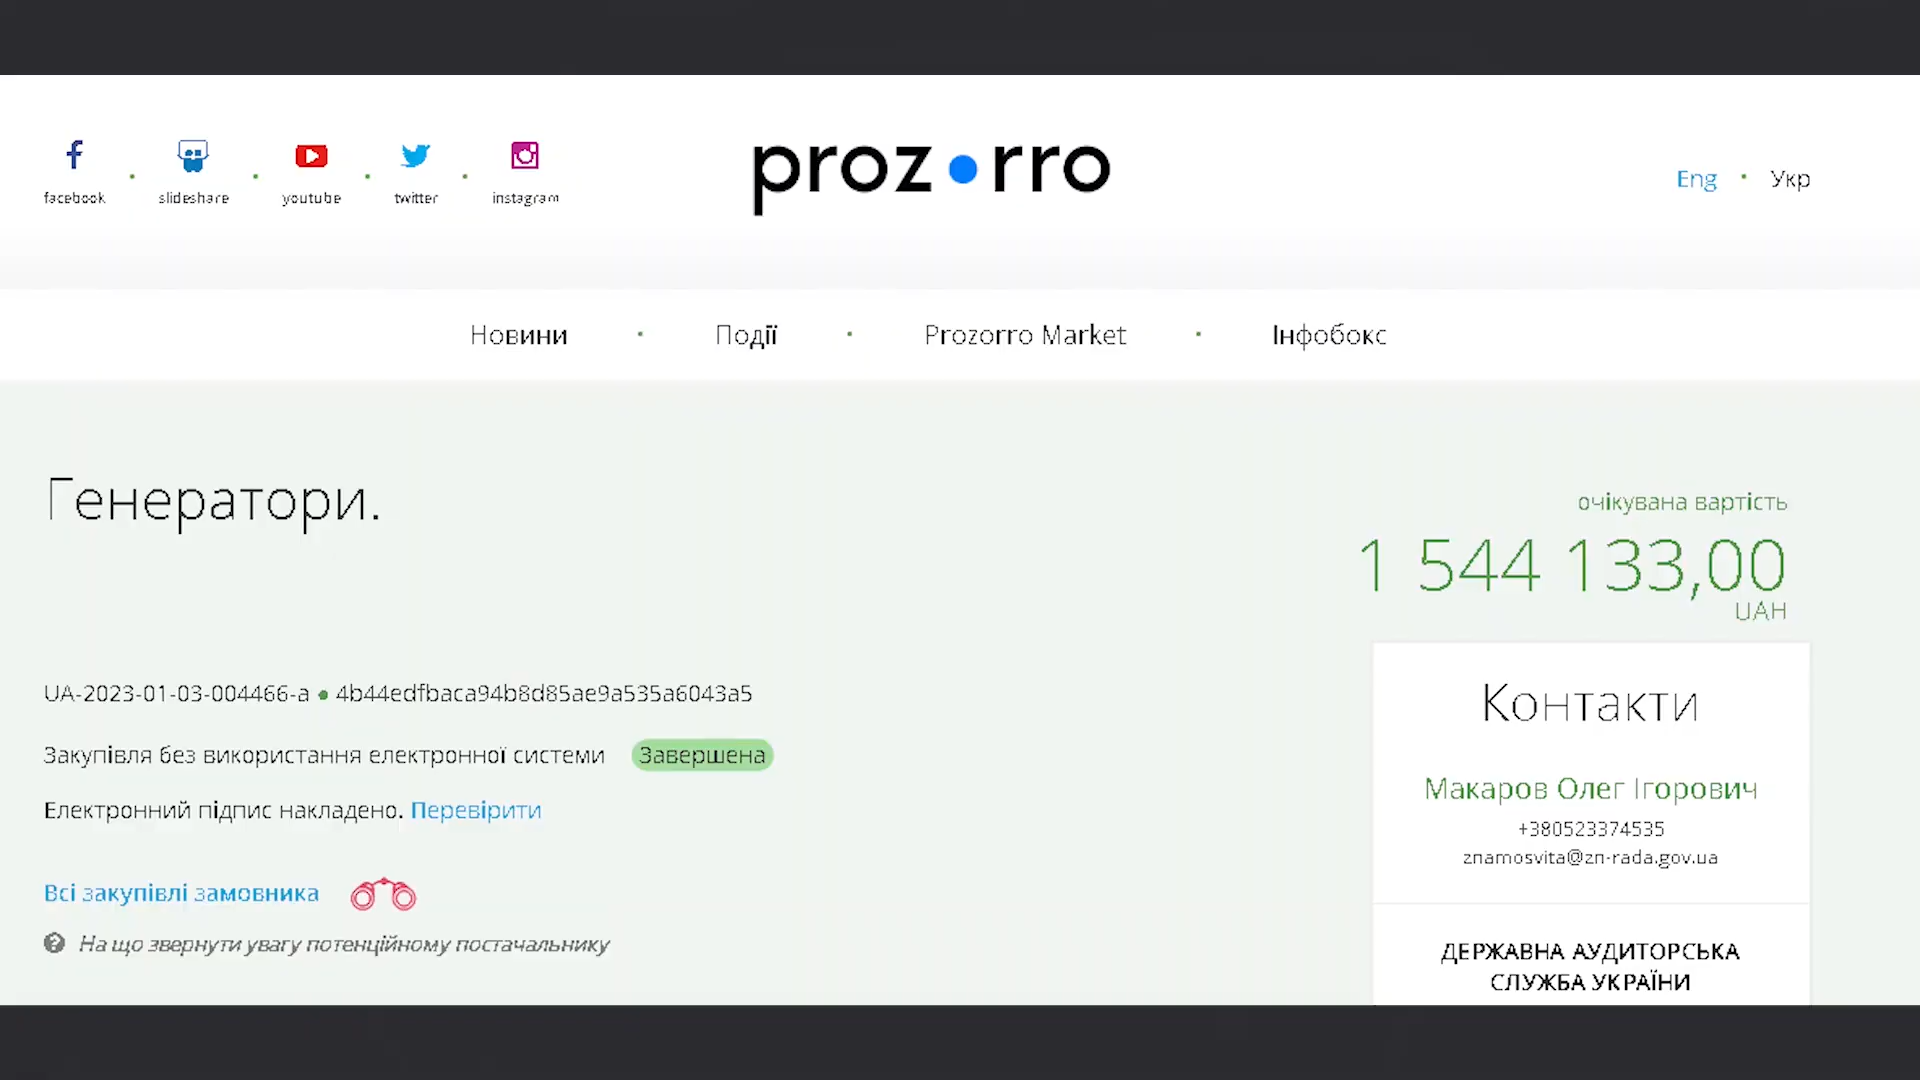 facebook
slideshare
youtube
twitter
instagram
prozorro
Eng
Укр
Новини
Події
Prozorro Market
Інфобокс
Генератори.
очікувана вартість
1 544 133,00
UAH
UA-2023-01-03-004466-a ● 4b44edfbaca94b8d85ae9a535a6043a5
Закупівля без використання електронної системи Завершена
Електронний підпис накладено. Перевірити
Всі закупівлі замовника
На що звернути увагу потенційному постачальнику
Контакти
Макаров Олег Ігорович
+380523374535
znamosvita@zn-rada.gov.ua
ДЕРЖАВНА АУДИТОРСЬКА
СЛУЖБА УКРАЇНИ